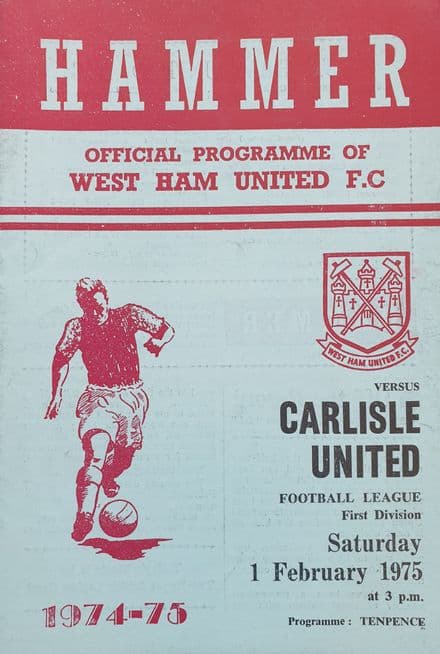 HAMMER
OFFICIAL PROGRAMME OF
WEST HAM UNITED F.C
WEST HAM UNITED F.C.
VERSUS
CARLISLE
UNITED
FOOTBALL LEAGUE
First Division
Saturday
1 February 1975
at 3 p.m.
1974-75
Programme : TENPENCE